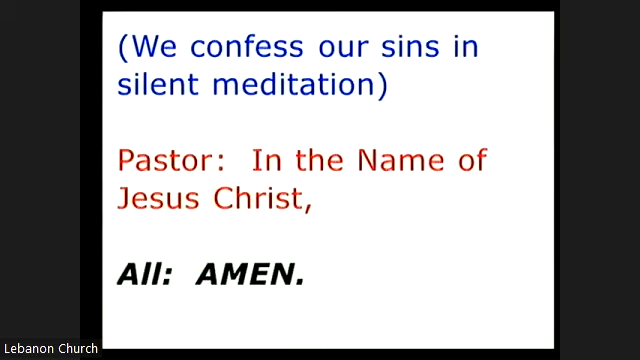 (We confess our sins in
silent meditation)
Pastor: In the Name of
Jesus Christ,
All: AMEN.
Lebanon Church